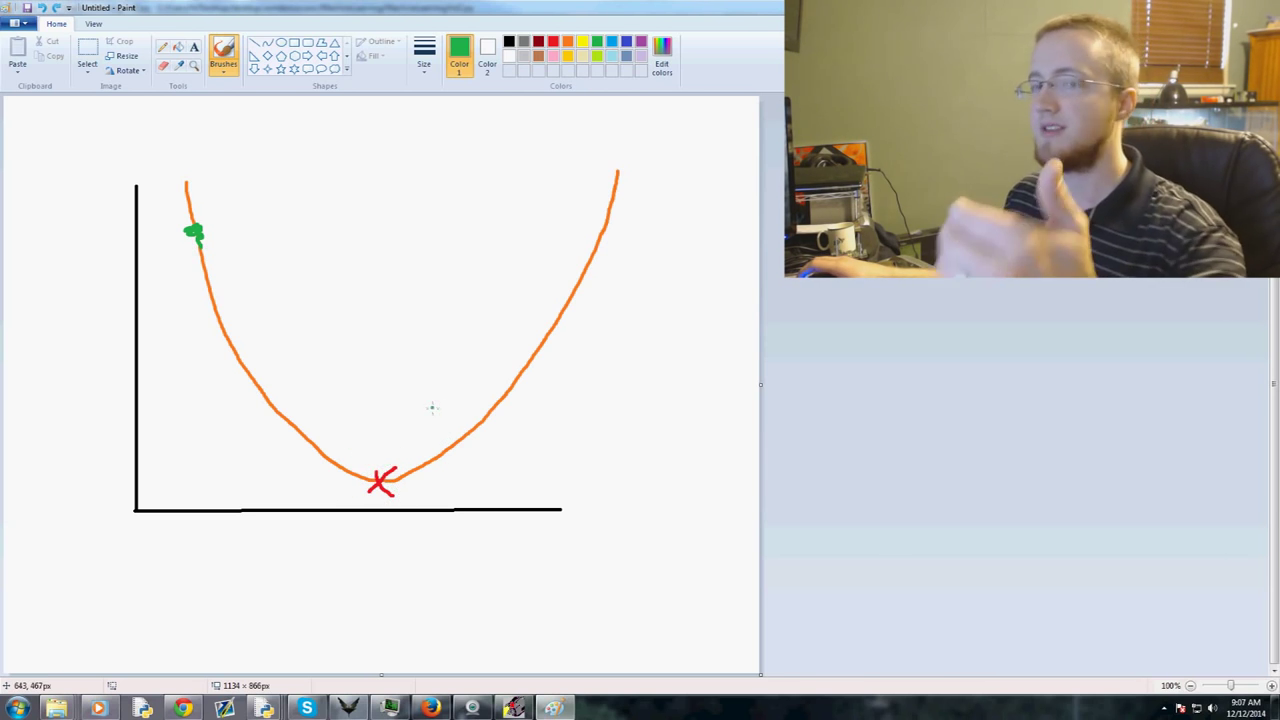 Untitled - Paint
Home
View
Paste
Cut
Copy
Clipboard
Select
Crop
Resize
Rotate
Image
A
Tools
Brushes
Shapes
Outline
Fill
Size
Color 1
Color 2
Edit colors
Colors
643, 467px
1134 × 866px
100%
S
9:07 AM
12/12/2014